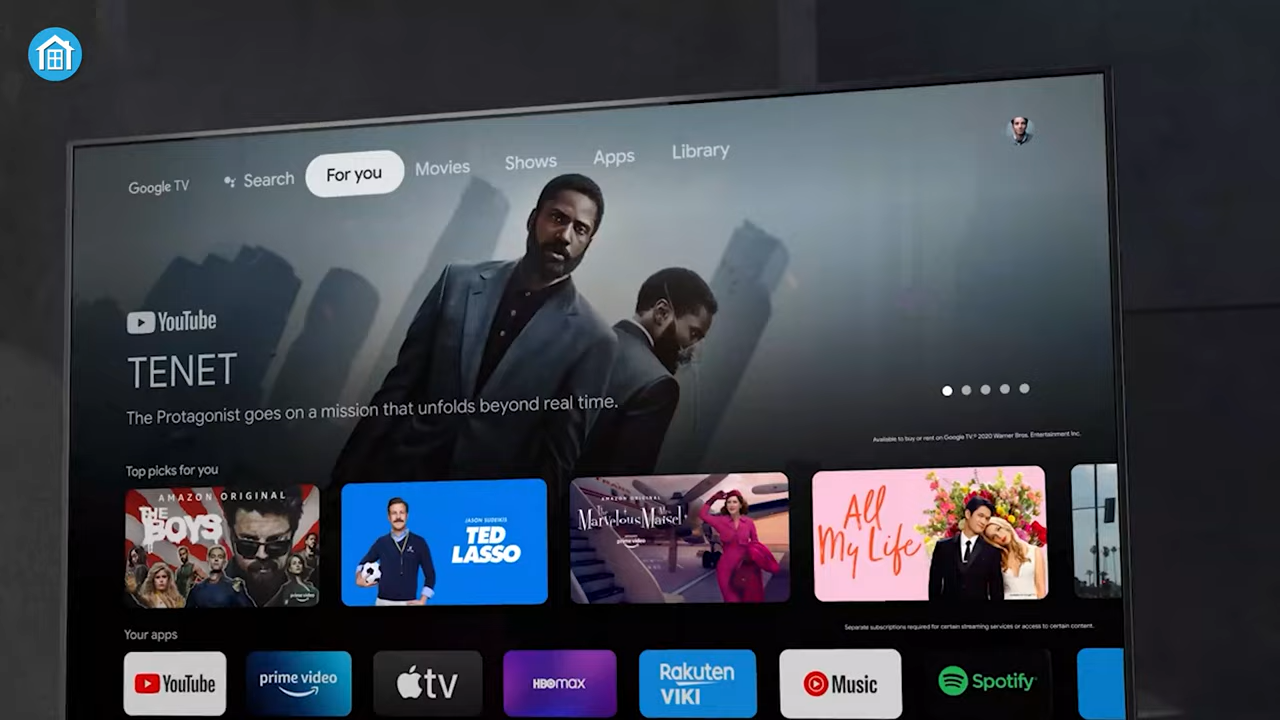 Google TV
Search
For you
Movies
Shows
Apps
Library
YouTube
TENET
The Protagonist goes on a mission that unfolds beyond real time.
Available to buy or rent on Google TV. © 2020 Warner Bros. Entertainment Inc.
Top picks for you
AMAZON ORIGINAL
THE
BOYS
prime video
JASON SUDEIKIS
TED
LASSO
AMAZON ORIGINAL
The Marvelous Mrs.
Maisel
prime video
All
My Life
Separate subscriptions required for certain streaming services or access to certain content.
Your apps
YouTube
prime video
tv
HBOmax
Rakuten
VIKI
Music
Spotify